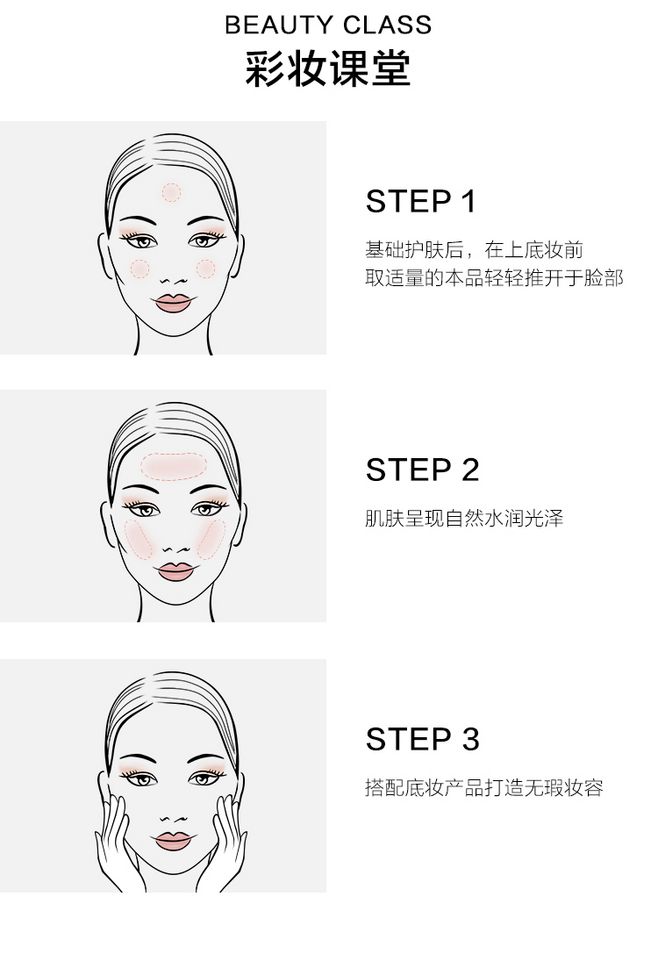 BEAUTY CLASS
彩妆课堂
STEP 1
基础护肤后，在上底妆前
取适量的本品轻轻推开于脸部
STEP 2
肌肤呈现自然水润光泽
STEP 3
搭配底妆产品打造无瑕妆容